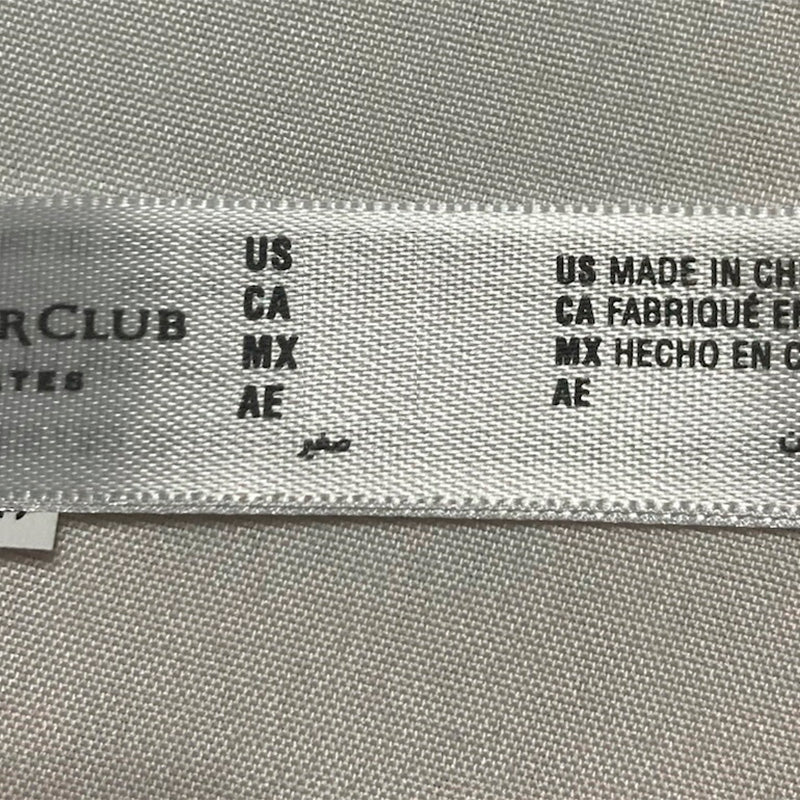 RCLUB
TES
US
CA
MX
AE
صغير
US MADE IN CH
CA FABRIQUÉ EN
MX HECHO EN C
AE